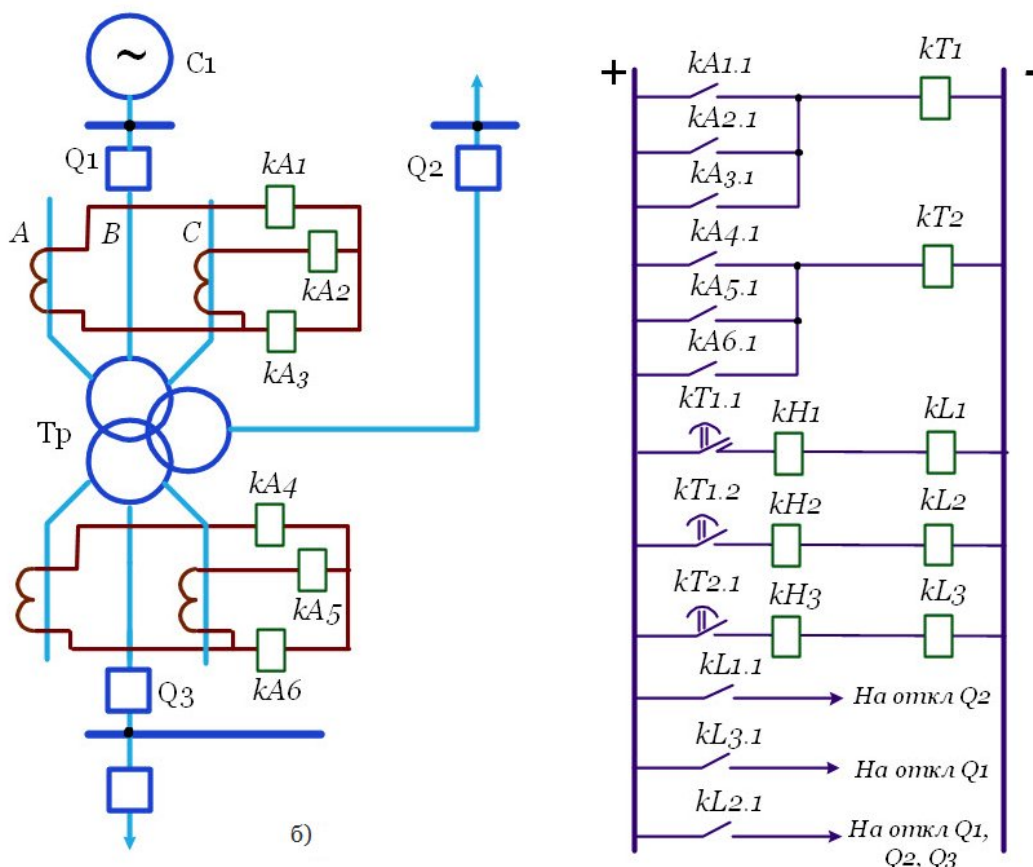 ~
C1
Q1
Q2
kA1
A
B
C
kA2
kA3
Тр
kA4
kA5
kA6
Q3
б)
+
-
kA1.1
kT1
kA2.1
kA3.1
kA4.1
kT2
kA5.1
kA6.1
kT1.1
kH1
kL1
kT1.2
kH2
kL2
kT2.1
kH3
kL3
kL1.1
На откл Q2
kL3.1
На откл Q1
kL2.1
На откл Q1,
Q2, Q3